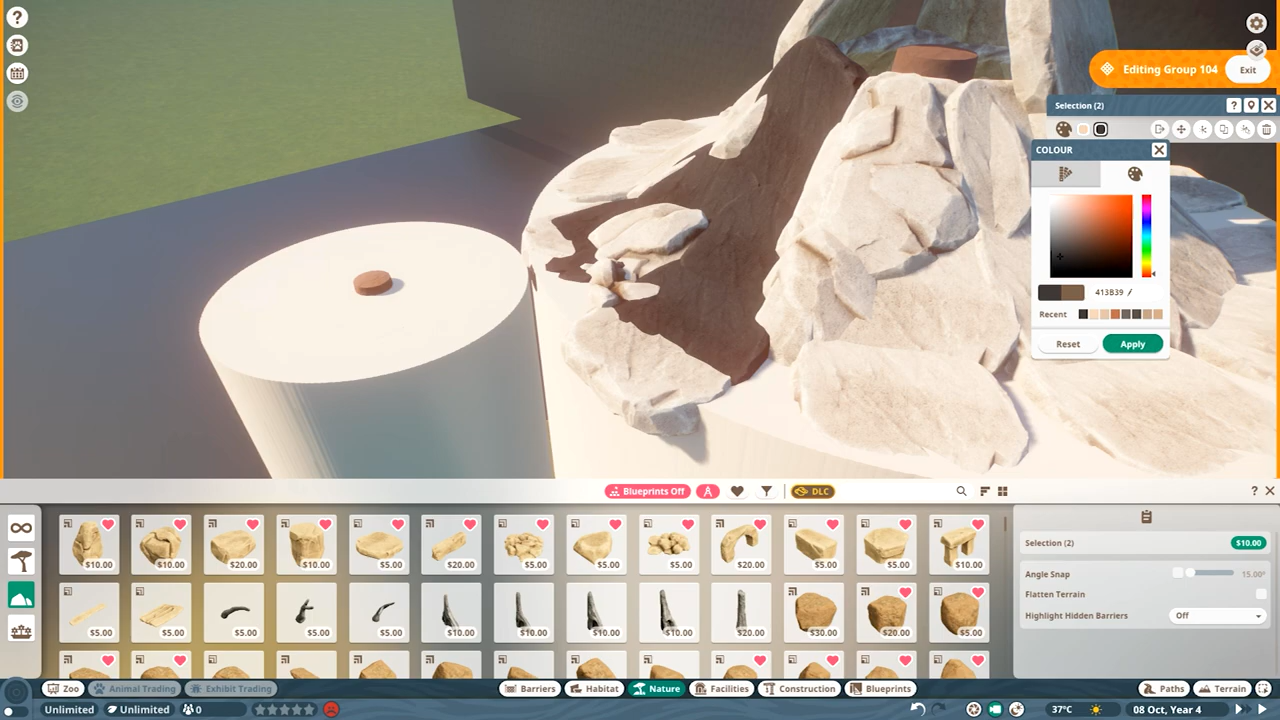 Editing Group 104
Exit
Selection (2)
COLOUR
413B39
Recent
Reset
Apply
Blueprints Off
DLC
$10.00 $10.00 $20.00 $10.00 $5.00 $20.00 $5.00 $5.00 $5.00 $20.00 $5.00 $5.00 $10.00
$5.00 $5.00 $5.00 $5.00 $5.00 $10.00 $10.00 $10.00 $10.00 $20.00 $30.00 $20.00 $5.00
Selection (2) $10.00
Angle Snap 15.00°
Flatten Terrain
Highlight Hidden Barriers Off
Zoo Animal Trading Exhibit Trading Barriers Habitat Nature Facilities Construction Blueprints Paths Terrain
Unlimited Unlimited 0 37°C 08 Oct, Year 4